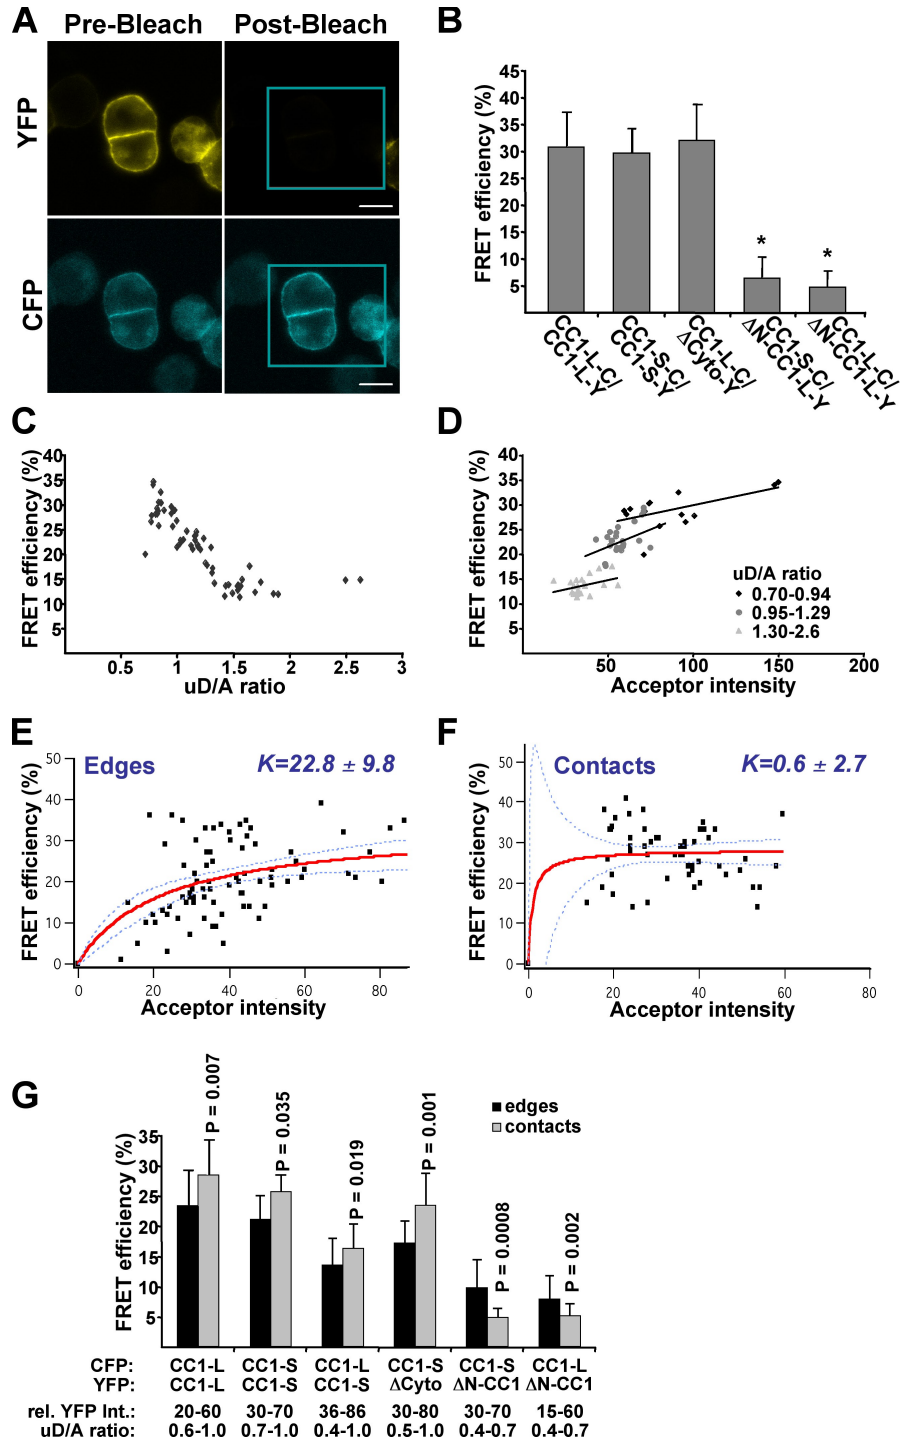 A
Pre-Bleach
Post-Bleach
YFP
CFP
B
FRET efficiency (%)
45
40
35
30
25
20
15
10
5
*
*
CC1-L-C/
CC1-L-Y
CC1-S-C/
CC1-S-Y
CC1-L-C/
ΔCyto-Y
CC1-S-C/
ΔN-CC1-L-Y
CC1-L-C/
ΔN-CC1-L-Y
C
FRET efficiency (%)
40
35
30
25
20
15
10
5
0.5
1
1.5
2
2.5
3
uD/A ratio
D
FRET efficiency (%)
40
35
30
25
20
15
10
5
uD/A ratio
0.70-0.94
0.95-1.29
1.30-2.6
50
100
150
200
Acceptor intensity
E
Edges
K=22.8 ± 9.8
FRET efficiency (%)
50
40
30
20
10
0
0
20
40
60
80
Acceptor intensity
F
Contacts
K=0.6 ± 2.7
FRET efficiency (%)
50
40
30
20
10
0
0
20
40
60
80
Acceptor intensity
G
FRET efficiency (%)
35
30
25
20
15
10
5
P = 0.007
P = 0.035
P = 0.019
P = 0.001
P = 0.0008
P = 0.002
edges
contacts
CFP: CC1-L CC1-S CC1-L CC1-S CC1-S CC1-L
YFP: CC1-L CC1-S CC1-S ΔCyto ΔN-CC1 ΔN-CC1
rel. YFP Int.: 20-60 30-70 36-86 30-80 30-70 15-60
uD/A ratio: 0.6-1.0 0.7-1.0 0.4-1.0 0.5-1.0 0.4-0.7 0.4-0.7